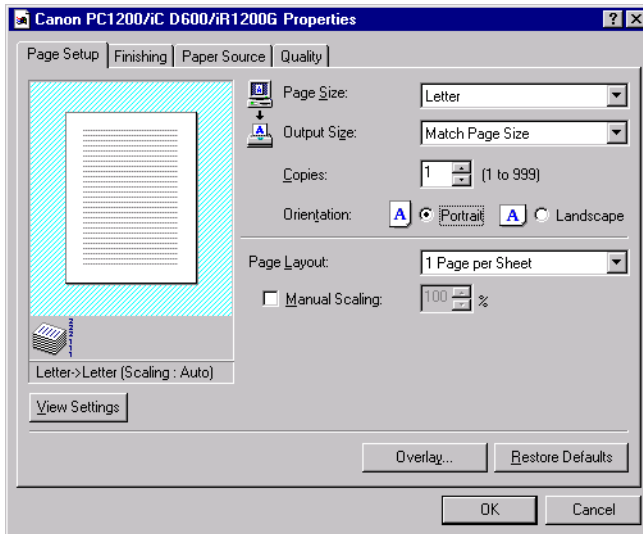 Canon PC1200/iC D600/iR1200G Properties
Page Setup Finishing Paper Source Quality
Page Size: Letter
Output Size: Match Page Size
Copies: 1 (1 to 999)
Orientation: A Portrait A Landscape
Page Layout: 1 Page per Sheet
Manual Scaling: 100 %
Letter->Letter (Scaling : Auto)
View Settings
Overlay... Restore Defaults
OK Cancel